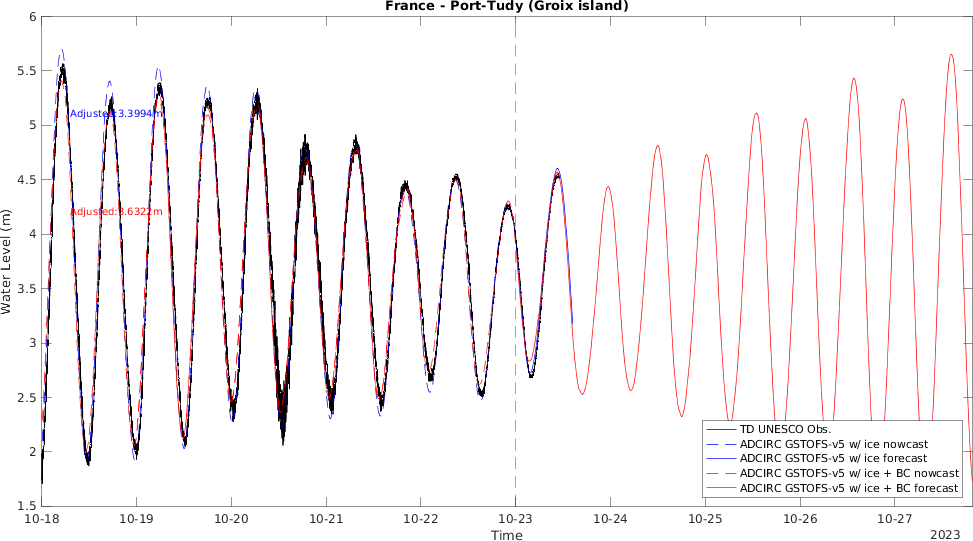 France - Port-Tudy (Groix island)
6
5.5
5
4.5
4
3.5
3
2.5
2
1.5
Water Level (m)
Adjusted:3.3994m
Adjusted:3.6322m
TD UNESCO Obs.
ADCIRC GSTOFS-v5 w/ ice nowcast
ADCIRC GSTOFS-v5 w/ ice forecast
ADCIRC GSTOFS-v5 w/ ice + BC nowcast
ADCIRC GSTOFS-v5 w/ ice + BC forecast
10-18 10-19 10-20 10-21 10-22 10-23 10-24 10-25 10-26 10-27
Time
2023